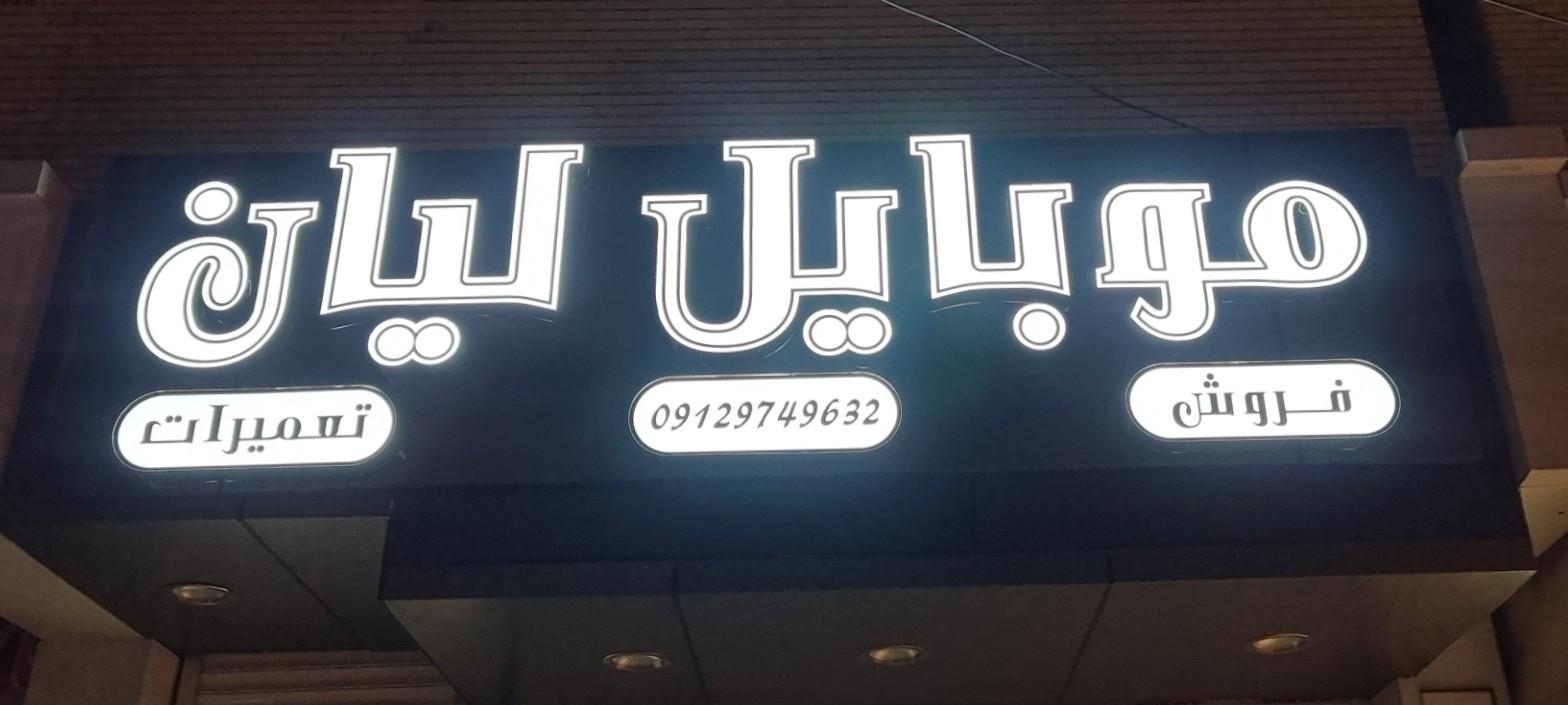 موبایل لیان
فروش 09129749632 تعمیرات